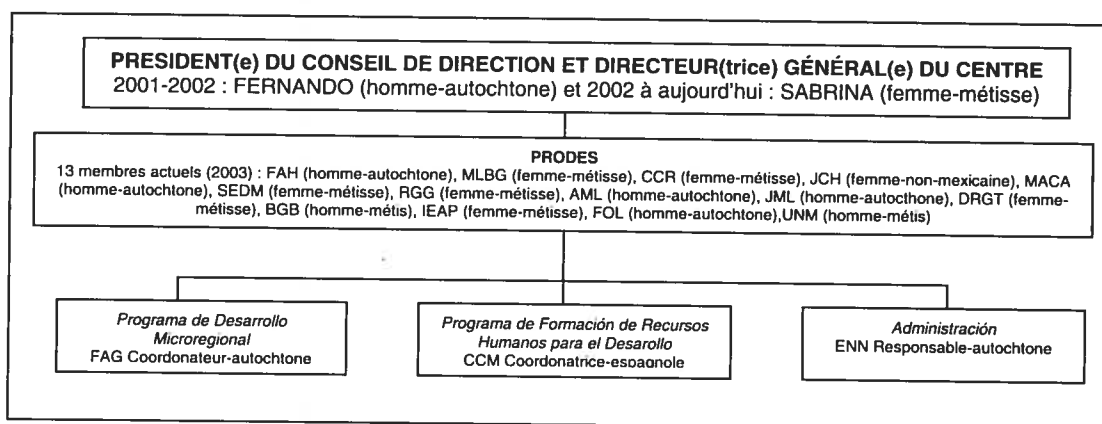 PRESIDENT(e) DU CONSEIL DE DIRECTION ET DIRECTEUR(trice) GÉNÉRAL(e) DU CENTRE
2001-2002 : FERNANDO (homme-autochtone) et 2002 à aujourd'hui : SABRINA (femme-métisse)
PRODES
13 membres actuels (2003) : FAH (homme-autochtone), MLBG (femme-métisse), CCR (femme-métisse), JCH (femme-non-mexicaine), MACA
(homme-autochtone), SEDM (femme-métisse), RGG (femme-métisse), AML (homme-autochtone), JML (homme-autocthone), DRGT (femme-
métisse), BGB (homme-métis), IEAP (femme-métisse), FOL (homme-autochtone),UNM (homme-métis)
Programa de Desarrollo
Microregional
FAG Coordonateur-autochtone
Programa de Formación de Recursos
Humanos para el Desarollo
CCM Coordonatrice-espagnole
Administración
ENN Responsable-autochtone